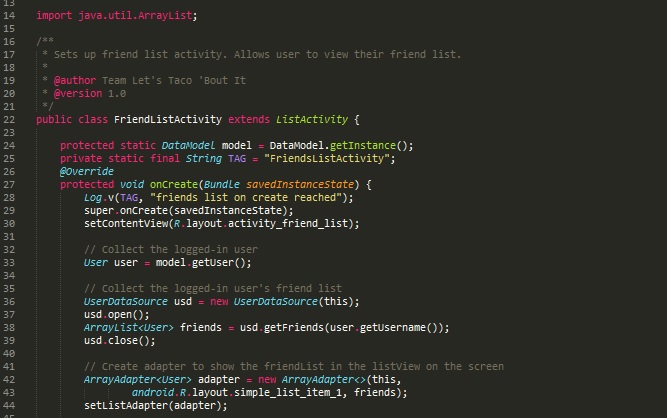 13
14 import java.util.ArrayList;
15
16 /**
17  * Sets up friend list activity. Allows user to view their friend list.
18  *
19  * @author Team Let's Taco 'Bout It
20  * @version 1.0
21  */
22 public class FriendListActivity extends ListActivity {
23
24     protected static DataModel model = DataModel.getInstance();
25     private static final String TAG = "FriendsListActivity";
26     @Override
27     protected void onCreate(Bundle savedInstanceState) {
28         Log.v(TAG, "friends list on create reached");
29         super.onCreate(savedInstanceState);
30         setContentView(R.layout.activity_friend_list);
31
32         // Collect the logged-in user
33         User user = model.getUser();
34
35         // Collect the logged-in user's friend list
36         UserDataSource usd = new UserDataSource(this);
37         usd.open();
38         ArrayList<User> friends = usd.getFriends(user.getUsername());
39         usd.close();
40
41         // Create adapter to show the friendList in the listView on the screen
42         ArrayAdapter<User> adapter = new ArrayAdapter<>(this,
43                 android.R.layout.simple_list_item_1, friends);
44         setListAdapter(adapter);